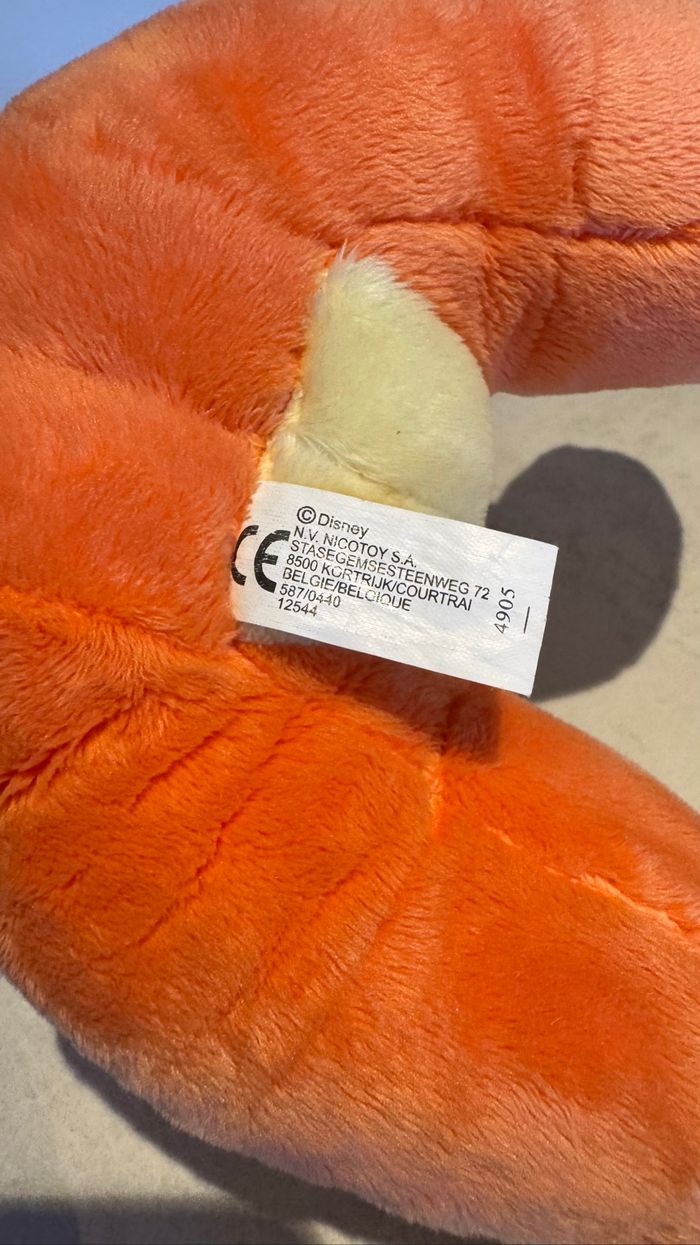 ©Disney
N.V. NICOTOY S.A.
STASEGEMSESTEENWEG 72
8500 KORTRIJK/COURTRAI
BELGIE/BELGIQUE
587/0440
12544
CE
4905